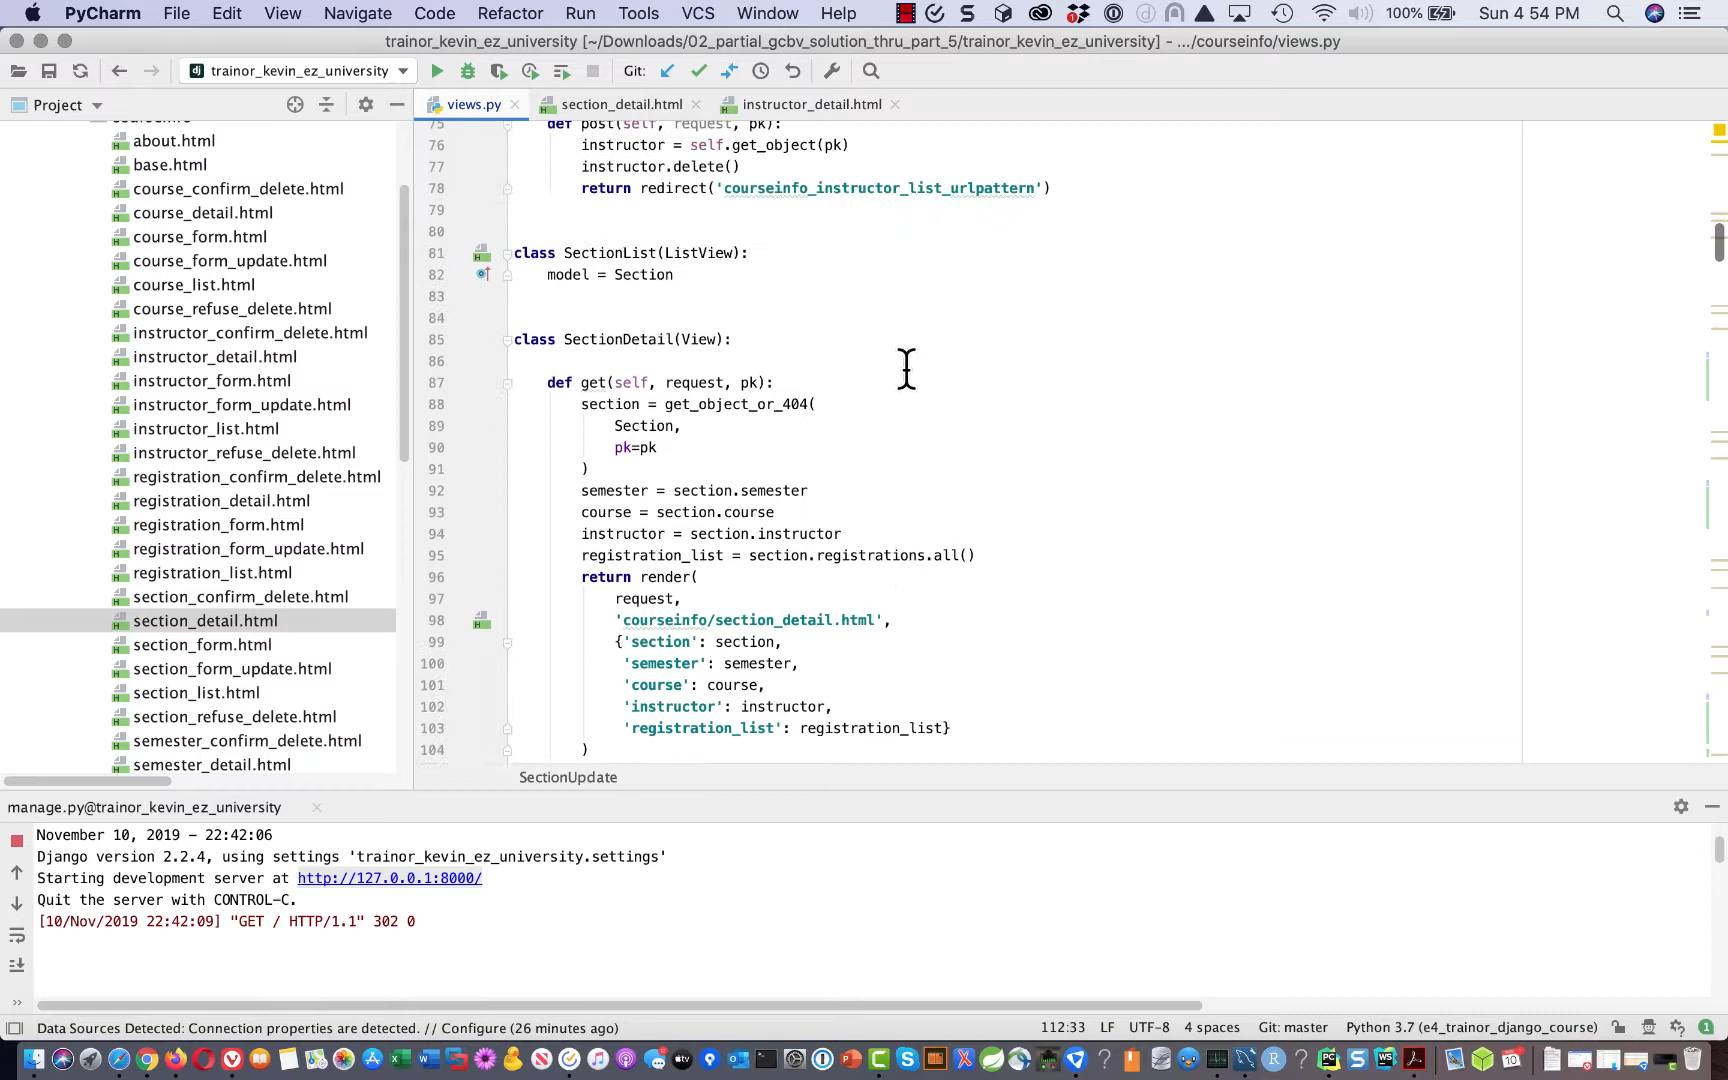 PyCharm File Edit View Navigate Code Refactor Run Tools VCS Window Help 100% Sun 4 54 PM
trainor_kevin_ez_university [~/Downloads/02_partial_gcbv_solution_thru_part_5/trainor_kevin_ez_university] - .../courseinfo/views.py
trainor_kevin_ez_university Git:
Project views.py section_detail.html instructor_detail.html
about.html
base.html
course_confirm_delete.html
course_detail.html
course_form.html
course_form_update.html
course_list.html
course_refuse_delete.html
instructor_confirm_delete.html
instructor_detail.html
instructor_form.html
instructor_form_update.html
instructor_list.html
instructor_refuse_delete.html
registration_confirm_delete.html
registration_detail.html
registration_form.html
registration_form_update.html
registration_list.html
section_confirm_delete.html
section_detail.html
section_form.html
section_form_update.html
section_list.html
section_refuse_delete.html
semester_confirm_delete.html
semester_detail.html
75 def post(self, request, pk):
76 instructor = self.get_object(pk)
77 instructor.delete()
78 return redirect('courseinfo_instructor_list_urlpattern')
79
80
81 class SectionList(ListView):
82 model = Section
83
84
85 class SectionDetail(View):
86
87 def get(self, request, pk):
88 section = get_object_or_404(
89 Section,
90 pk=pk
91 )
92 semester = section.semester
93 course = section.course
94 instructor = section.instructor
95 registration_list = section.registrations.all()
96 return render(
97 request,
98 'courseinfo/section_detail.html',
99 {'section': section,
100 'semester': semester,
101 'course': course,
102 'instructor': instructor,
103 'registration_list': registration_list}
104 )
SectionUpdate
manage.py@trainor_kevin_ez_university
November 10, 2019 - 22:42:06
Django version 2.2.4, using settings 'trainor_kevin_ez_university.settings'
Starting development server at http://127.0.0.1:8000/
Quit the server with CONTROL-C.
[10/Nov/2019 22:42:09] "GET / HTTP/1.1" 302 0
Data Sources Detected: Connection properties are detected. // Configure (26 minutes ago) 112:33 LF UTF-8 4 spaces Git: master Python 3.7 (e4_trainor_django_course) 1